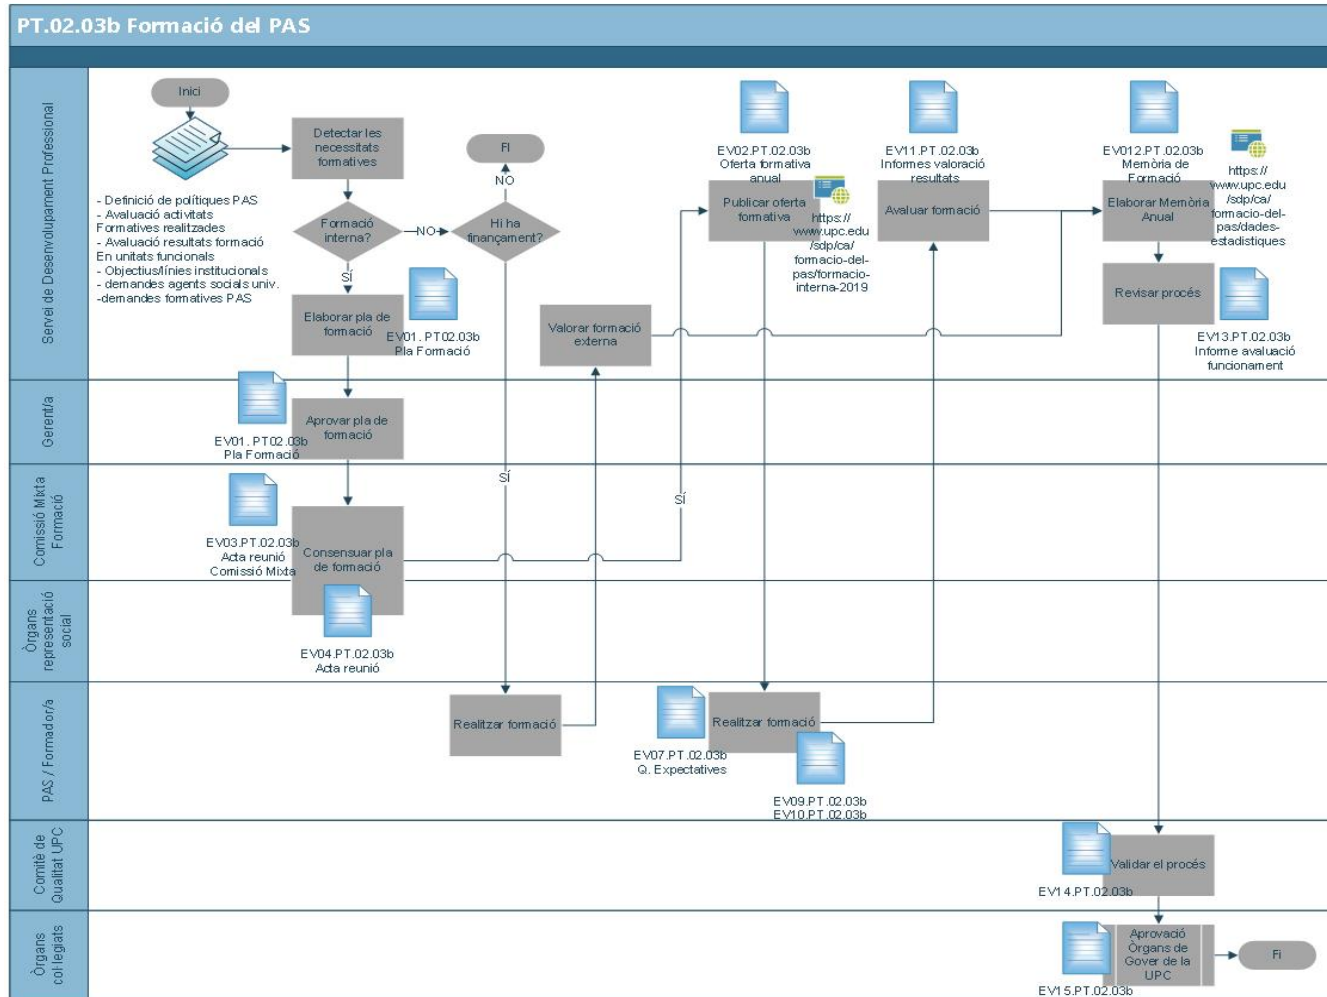 PT.02.03b Formació del PAS
Servei de Desenvolupament Professional
Inici
- Definició de polítiques PAS
- Avaluació activitats
Formatives realitzades
- Avaluació resultats formació
En unitats funcionals
- Objectius/línies institucionals
- demandes agents socials univ.
-demandes formatives PAS
Detectar les
necessitats
formatives
Formació
interna?
NO
SÍ
FI
NO
Hi ha
finançament?
Elaborar pla de
formació
EV01. PT02.03b
Pla Formació
Valorar formació
externa
EV02.PT.02.03b
Oferta formativa
anual
Publicar oferta
formativa
https://
www.upc.edu
/sdp/ca/
formacio-del-
pas/formacio-
interna-2019
EV11.PT.02.03b
Informes valoració
resultats
Avaluar formació
EV012.PT.02.03b
Memòria de
Formació
Elaborar Memòria
Anual
https://
www.upc.edu
/sdp/ca/
formacio-del-
pas/dades-
estadistiques
Revisar procés
EV13.PT.02.03b
Informe avaluació
funcionament
Gerent/a
EV01. PT02.03b
Pla Formació
Aprovar pla de
formació
Comissió Mixta
Formació
EV03.PT.02.03b
Acta reunió
Comissió Mixta
Consensuar pla
de formació
SÍ
SÍ
Òrgans
representació
social
EV04.PT.02.03b
Acta reunió
PAS / Formador/a
Realitzar formació
EV07.PT.02.03b
Q. Expectatives
Realitzar formació
EV09.PT.02.03b
EV10.PT.02.03b
Comitè de
Qualitat UPC
EV14.PT.02.03b
Validar el procés
Òrgans
col·legiats
EV15.PT.02.03b
Aprovació
Òrgans de
Gover de la
UPC
Fi